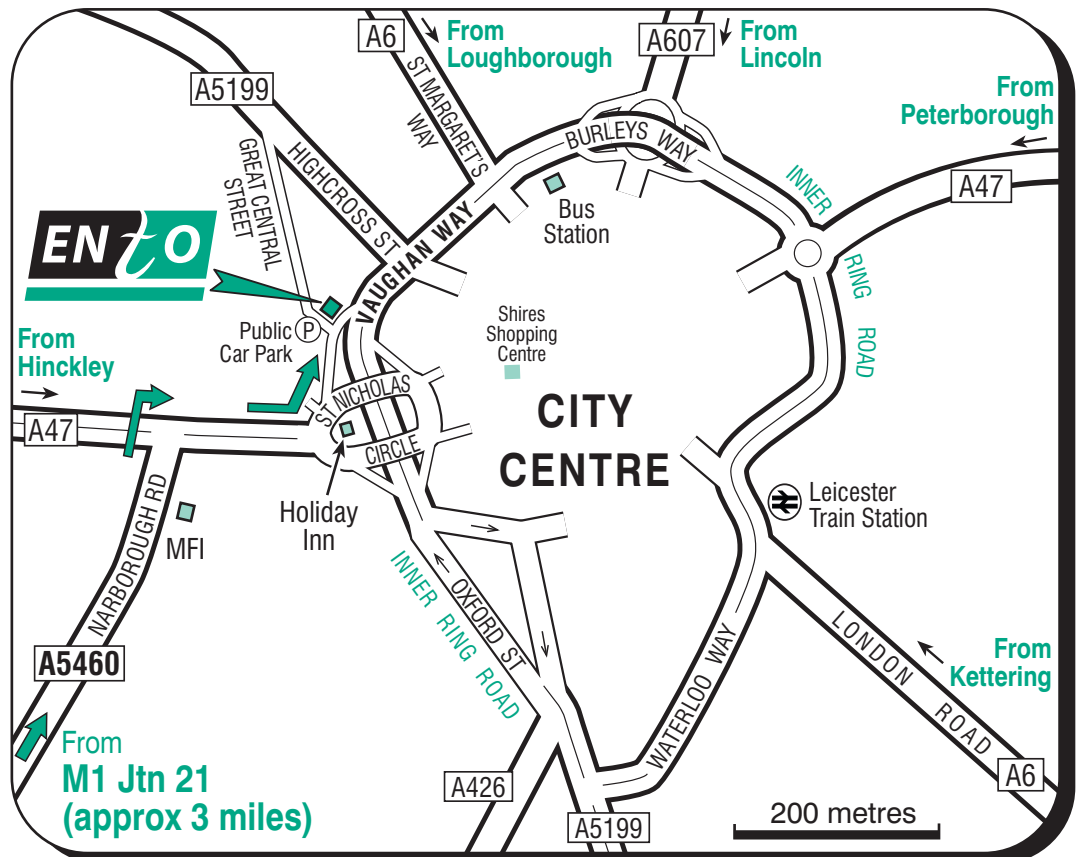 A6
From
Loughborough
A607
From
Lincoln
A5199
From
Peterborough
ST MARGARET'S
WAY
BURLEYS WAY
HIGHCROSS ST
GREAT CENTRAL
STREET
INNER
RING
ROAD
A47
ENtO
VAUGHAN WAY
Bus
Station
Public
Car Park
P
Shires
Shopping
Centre
From
Hinckley
A47
ST NICHOLAS
CIRCLE
CITY
CENTRE
Holiday
Inn
MFI
NARBOROUGH RD
Leicester
Train Station
INNER RING ROAD
OXFORD ST
WATERLOO WAY
LONDON
ROAD
From
Kettering
A5460
From
M1 Jtn 21
(approx 3 miles)
A426
A5199
A6
200 metres